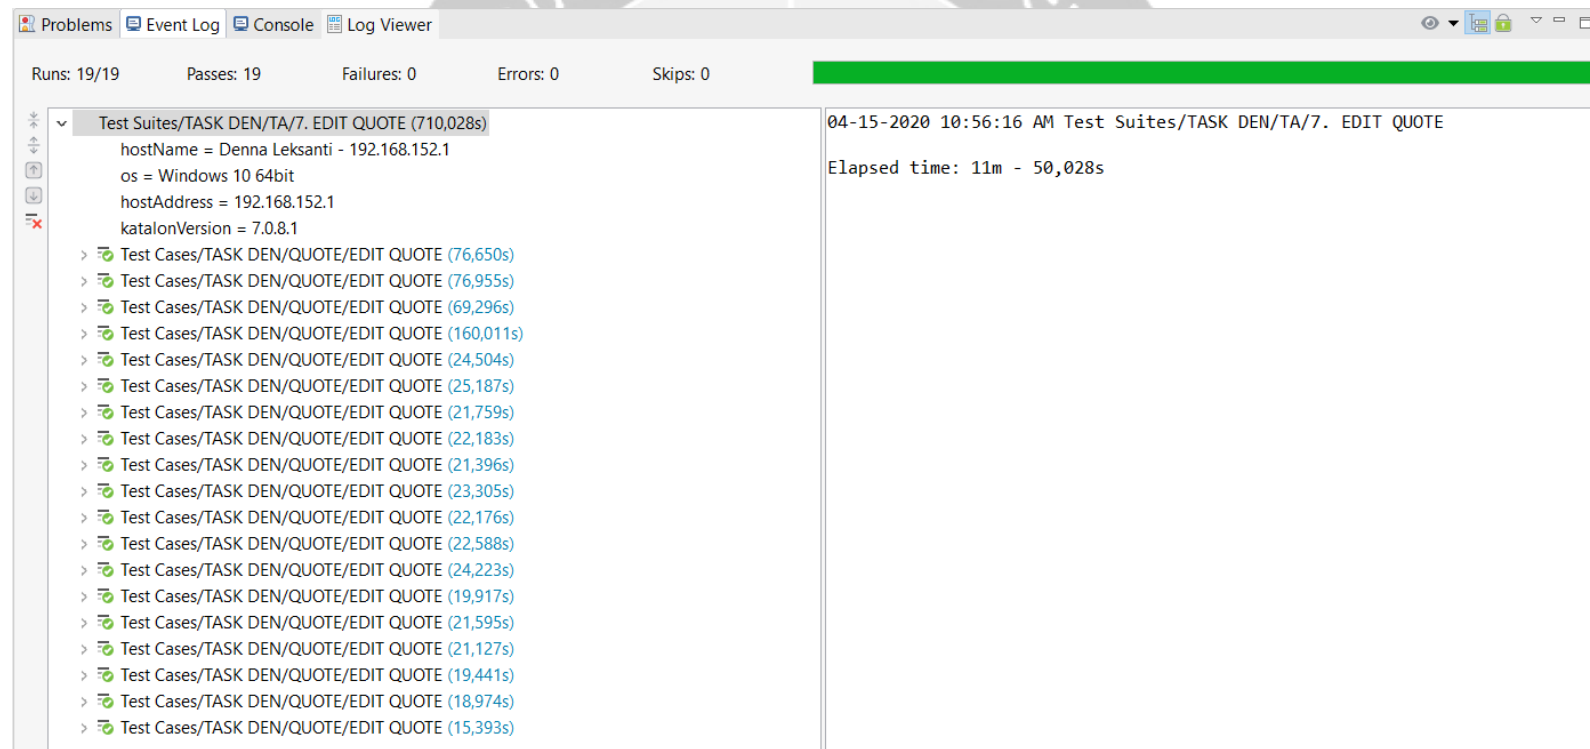 Problems Event Log Console Log Viewer
Runs: 19/19 Passes: 19 Failures: 0 Errors: 0 Skips: 0
Test Suites/TASK DEN/TA/7. EDIT QUOTE (710,028s)
hostName = Denna Leksanti - 192.168.152.1
os = Windows 10 64bit
hostAddress = 192.168.152.1
katalonVersion = 7.0.8.1
Test Cases/TASK DEN/QUOTE/EDIT QUOTE (76,650s)
Test Cases/TASK DEN/QUOTE/EDIT QUOTE (76,955s)
Test Cases/TASK DEN/QUOTE/EDIT QUOTE (69,296s)
Test Cases/TASK DEN/QUOTE/EDIT QUOTE (160,011s)
Test Cases/TASK DEN/QUOTE/EDIT QUOTE (24,504s)
Test Cases/TASK DEN/QUOTE/EDIT QUOTE (25,187s)
Test Cases/TASK DEN/QUOTE/EDIT QUOTE (21,759s)
Test Cases/TASK DEN/QUOTE/EDIT QUOTE (22,183s)
Test Cases/TASK DEN/QUOTE/EDIT QUOTE (21,396s)
Test Cases/TASK DEN/QUOTE/EDIT QUOTE (23,305s)
Test Cases/TASK DEN/QUOTE/EDIT QUOTE (22,176s)
Test Cases/TASK DEN/QUOTE/EDIT QUOTE (22,588s)
Test Cases/TASK DEN/QUOTE/EDIT QUOTE (24,223s)
Test Cases/TASK DEN/QUOTE/EDIT QUOTE (19,917s)
Test Cases/TASK DEN/QUOTE/EDIT QUOTE (21,595s)
Test Cases/TASK DEN/QUOTE/EDIT QUOTE (21,127s)
Test Cases/TASK DEN/QUOTE/EDIT QUOTE (19,441s)
Test Cases/TASK DEN/QUOTE/EDIT QUOTE (18,974s)
Test Cases/TASK DEN/QUOTE/EDIT QUOTE (15,393s)
04-15-2020 10:56:16 AM Test Suites/TASK DEN/TA/7. EDIT QUOTE
Elapsed time: 11m - 50,028s